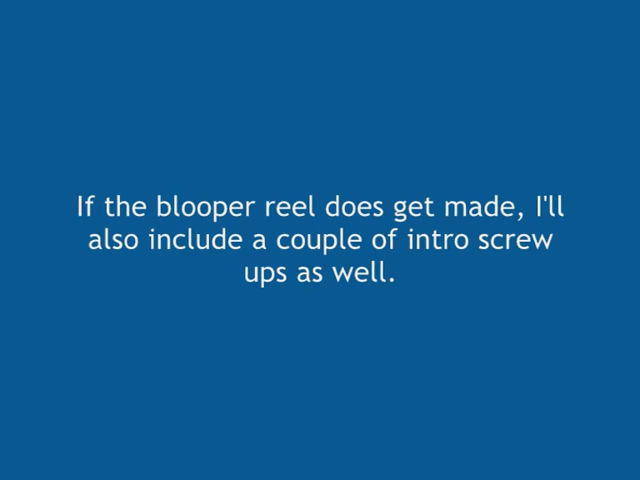 If the blooper reel does get made, I'll
also include a couple of intro screw
ups as well.